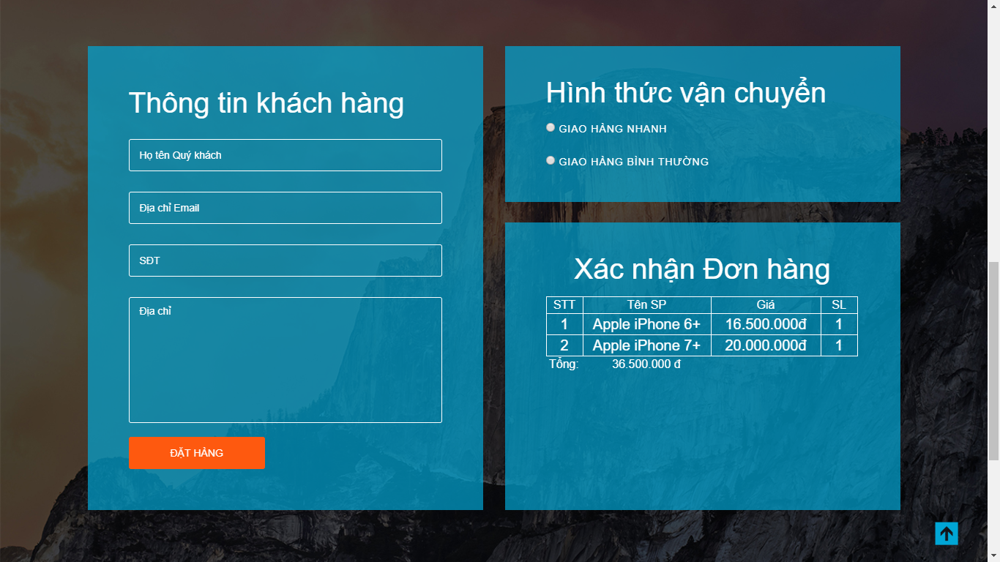 Thông tin khách hàng
Họ tên Quý khách
Địa chỉ Email
SĐT
Địa chỉ
ĐẶT HÀNG
Hình thức vận chuyển
GIAO HÀNG NHANH
GIAO HÀNG BÌNH THƯỜNG
Xác nhận Đơn hàng
STT Tên SP Giá SL
1 Apple iPhone 6+ 16.500.000đ 1
2 Apple iPhone 7+ 20.000.000đ 1
Tổng: 36.500.000 đ